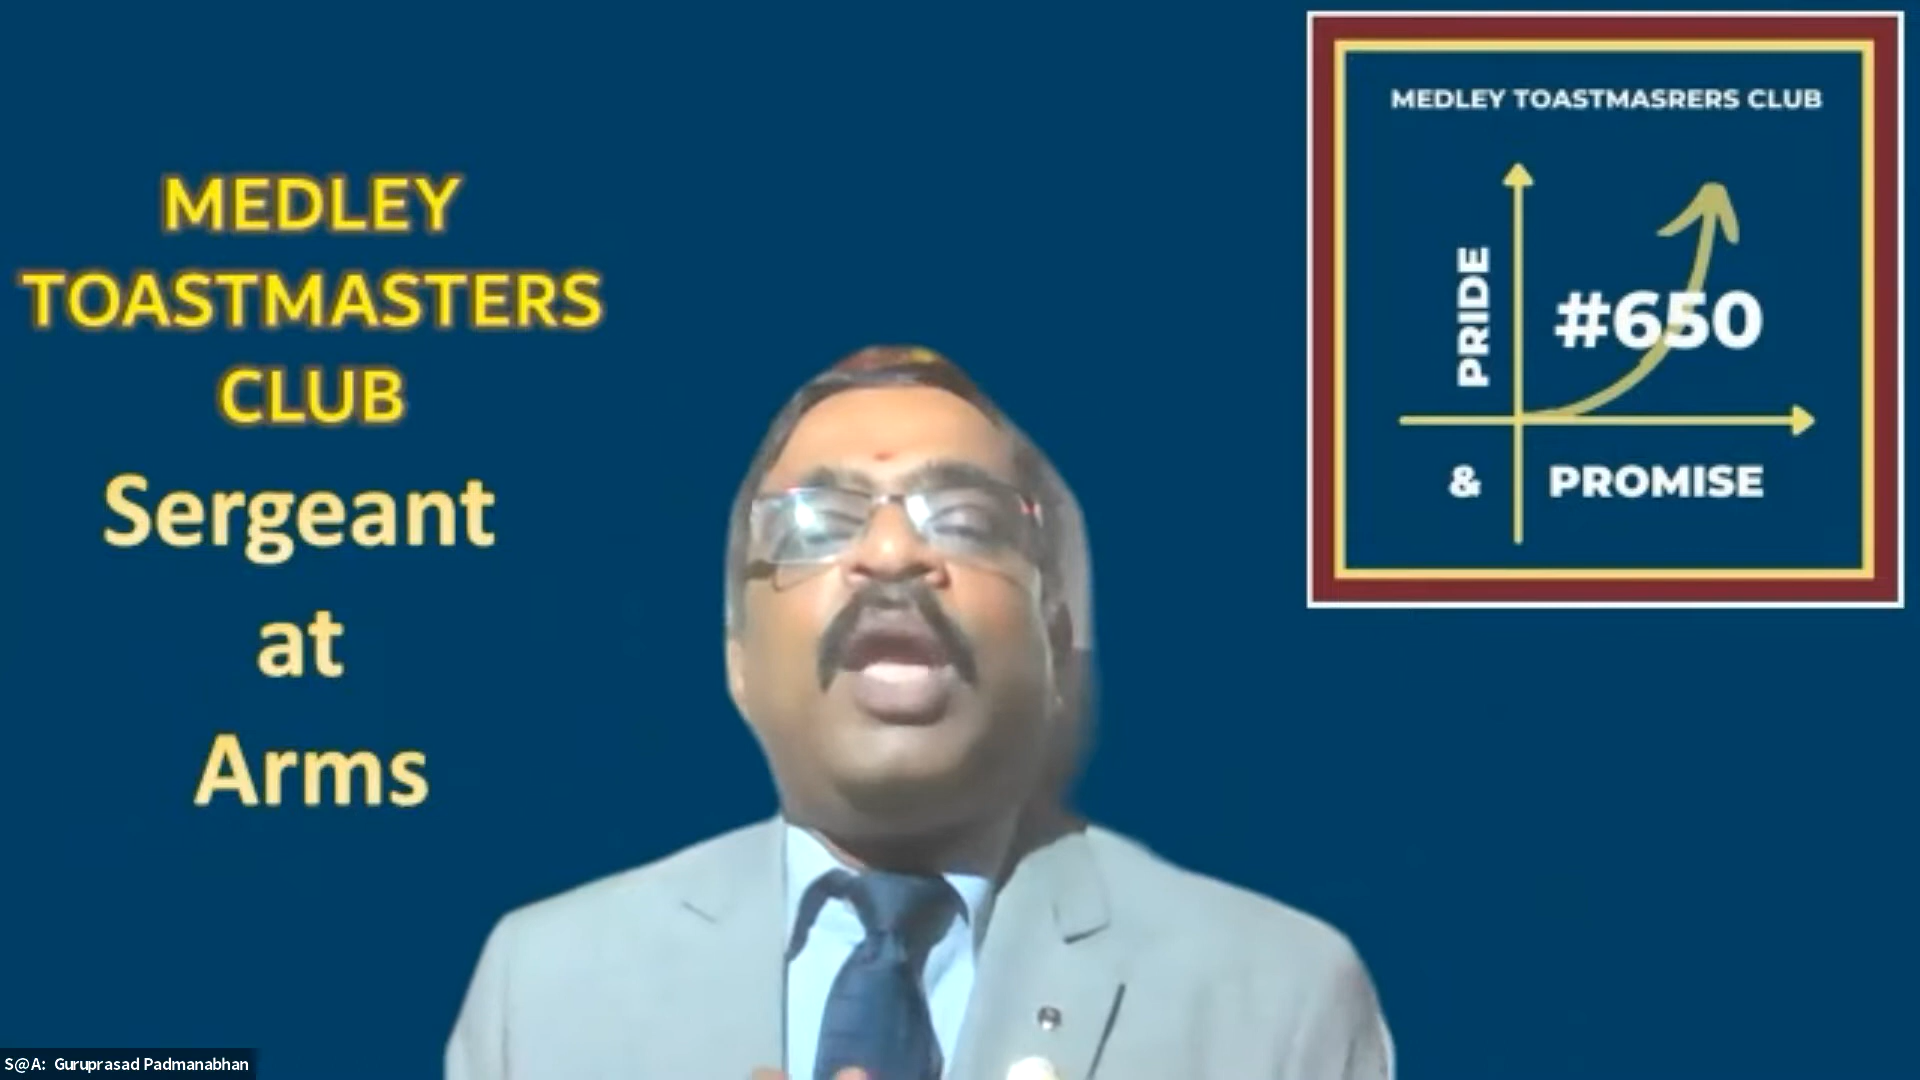 MEDLEY
TOASTMASTERS
CLUB
Sergeant
at
Arms
MEDLEY TOASTMASRERS CLUB
PRIDE
#650
& PROMISE
S@A: Guruprasad Padmanabhan